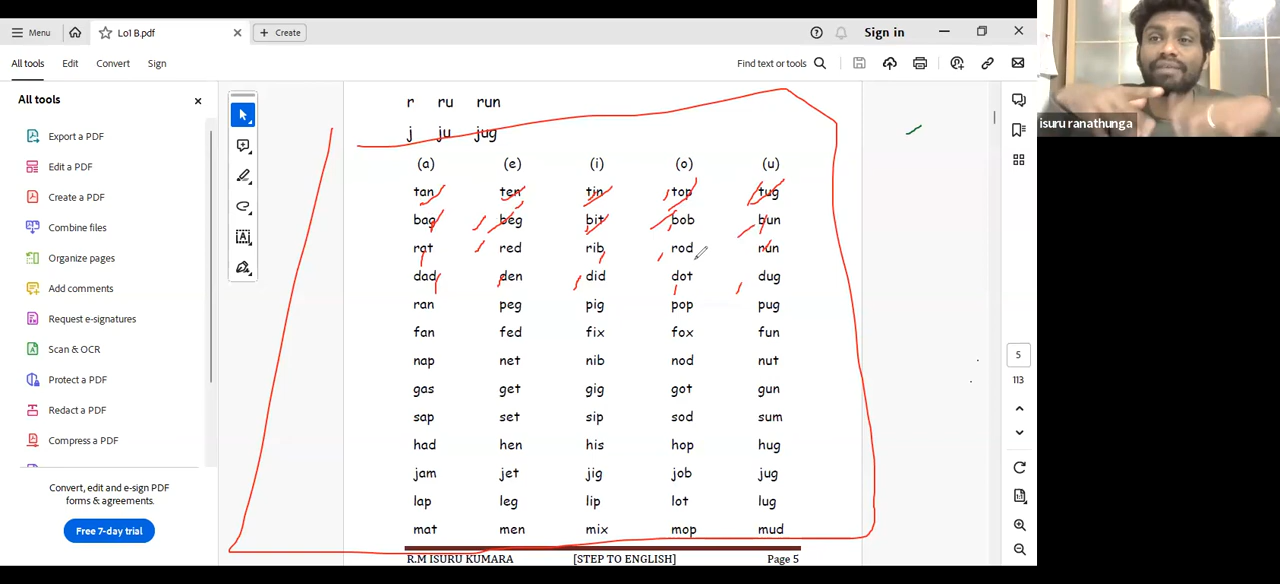 Menu Lo1 B.pdf Create Sign in
All tools Edit Convert Sign Find text or tools
All tools
Export a PDF
Edit a PDF
Create a PDF
Combine files
Organize pages
Add comments
Request e-signatures
Scan & OCR
Protect a PDF
Redact a PDF
Compress a PDF
Convert, edit and e-sign PDF
forms & agreements.
Free 7-day trial
r ru run
j ju jug
(a) (e) (i) (o) (u)
tan ten tin top tug
bag beg bit bob bun
rat red rib rod nun
dad den did dot dug
ran peg pig pop pug
fan fed fix fox fun
nap net nib nod nut
gas get gig got gun
sap set sip sod sum
had hen his hop hug
jam jet jig job jug
lap leg lip lot lug
mat men mix mop mud
R.M ISURU KUMARA [STEP TO ENGLISH] Page 5
isuru ranathunga
5
113